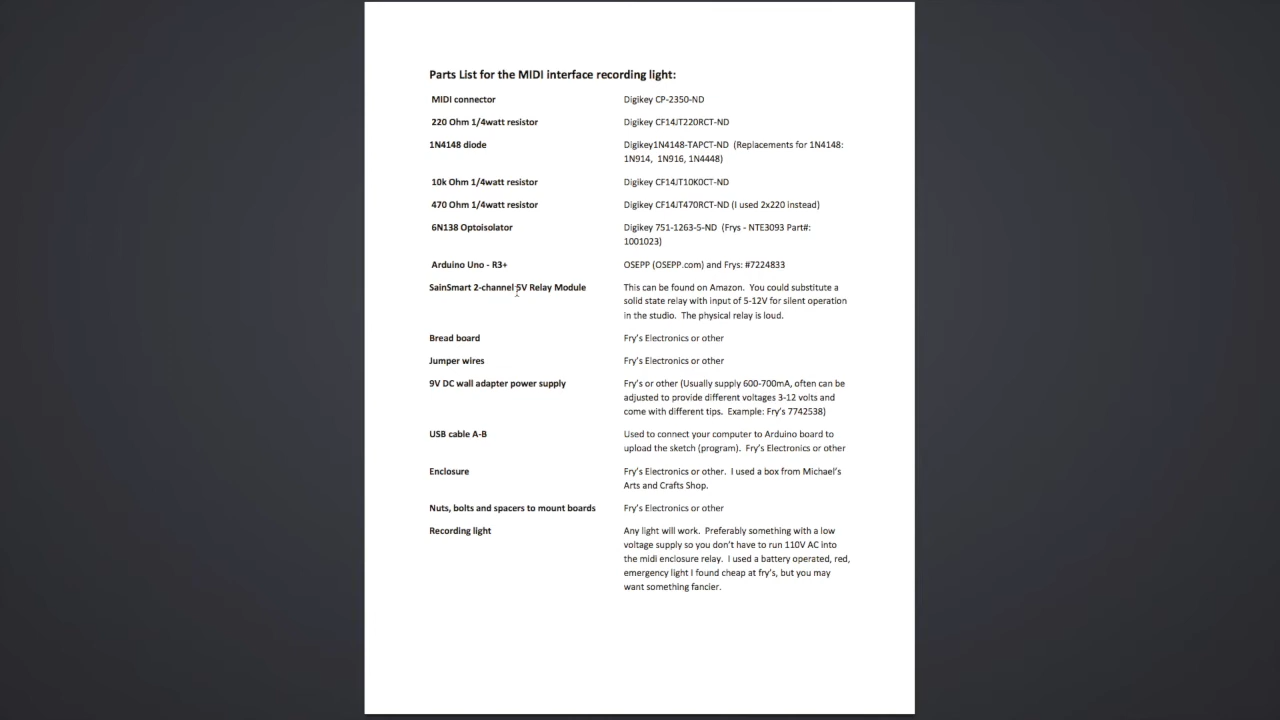 Parts List for the MIDI interface recording light:
MIDI connector Digikey CP-2350-ND
220 Ohm 1/4watt resistor Digikey CF14JT220RCT-ND
1N4148 diode Digikey1N4148-TAPCT-ND (Replacements for 1N4148:
1N914, 1N916, 1N4448)
10k Ohm 1/4watt resistor Digikey CF14JT10K0CT-ND
470 Ohm 1/4watt resistor Digikey CF14JT470RCT-ND (I used 2x220 instead)
6N138 Optoisolator Digikey 751-1263-5-ND (Frys - NTE3093 Part#:
1001023)
Arduino Uno - R3+ OSEPP (OSEPP.com) and Frys: #7224833
SainSmart 2-channel 5V Relay Module This can be found on Amazon. You could substitute a
solid state relay with input of 5-12V for silent operation
in the studio. The physical relay is loud.
Bread board Fry's Electronics or other
Jumper wires Fry's Electronics or other
9V DC wall adapter power supply Fry's or other (Usually supply 600-700mA, often can be
adjusted to provide different voltages 3-12 volts and
come with different tips. Example: Fry's 7742538)
USB cable A-B Used to connect your computer to Arduino board to
upload the sketch (program). Fry's Electronics or other
Enclosure Fry's Electronics or other. I used a box from Michael's
Arts and Crafts Shop.
Nuts, bolts and spacers to mount boards Fry's Electronics or other
Recording light Any light will work. Preferably something with a low
voltage supply so you don't have to run 110V AC into
the midi enclosure relay. I used a battery operated, red,
emergency light I found cheap at fry's, but you may
want something fancier.